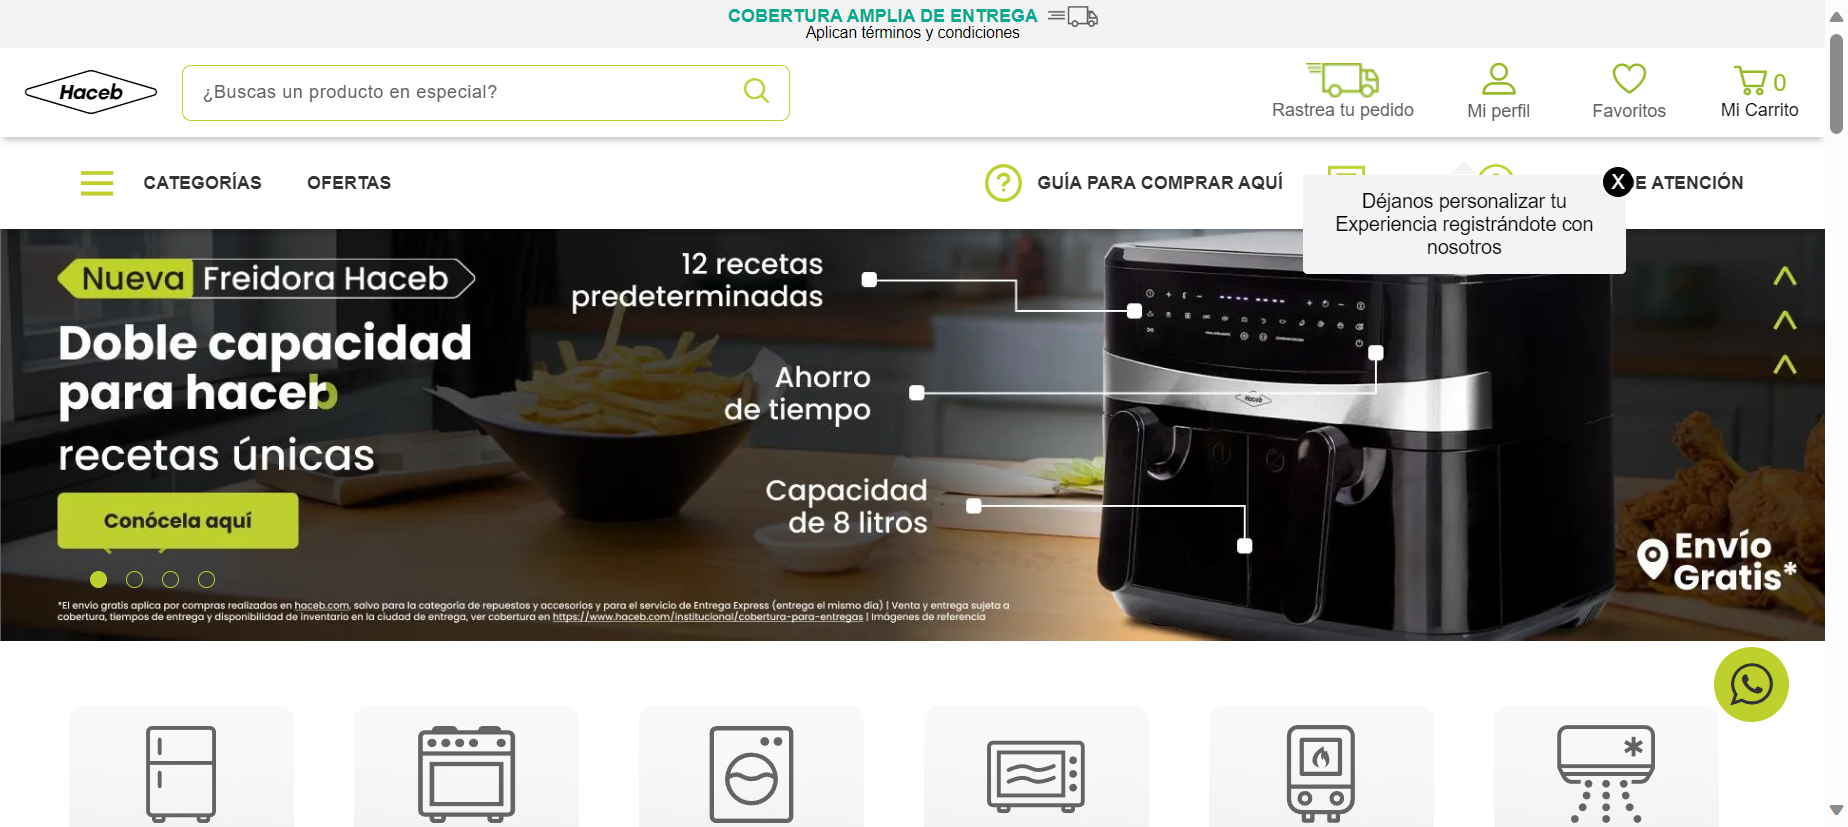 COBERTURA AMPLIA DE ENTREGA
Aplican términos y condiciones
Haceb
¿Buscas un producto en especial?
Rastrea tu pedido
Mi perfil
Favoritos
0
Mi Carrito
CATEGORÍAS
OFERTAS
GUÍA PARA COMPRAR AQUÍ
E ATENCIÓN
X
Déjanos personalizar tu
Experiencia registrándote con
nosotros
Nueva Freidora Haceb
Doble capacidad
para haceb
recetas únicas
Conócela aquí
12 recetas
predeterminadas
Ahorro
de tiempo
Capacidad
de 8 litros
Haceb
Envío
Gratis*
*El envío gratis aplica por compras realizadas en haceb.com, salvo para la categoría de repuestos y accesorios y para el servicio de Entrega Express (entrega el mismo día) | Venta y entrega sujeta a
cobertura, tiempos de entrega y disponibilidad de inventario en la ciudad de entrega, ver cobertura en https://www.haceb.com/institucional/cobertura-para-entregas | Imágenes de referencia